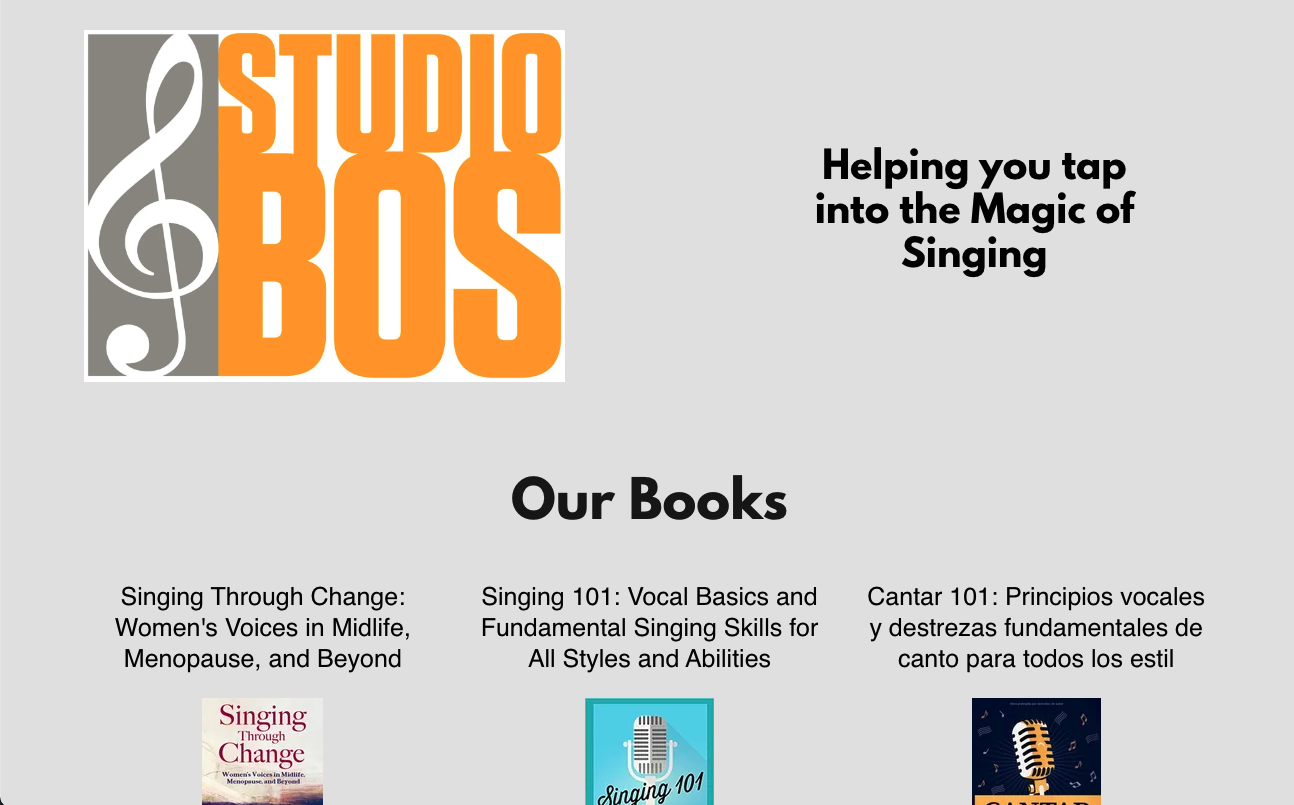 STUDIO
BOS
Helping you tap
into the Magic of
Singing
Our Books
Singing Through Change:
Women's Voices in Midlife,
Menopause, and Beyond
Singing 101: Vocal Basics and
Fundamental Singing Skills for
All Styles and Abilities
Cantar 101: Principios vocales
y destrezas fundamentales de
canto para todos los estil
Singing
Through
Change
Women's Voices in Midlife,
Menopause, and Beyond
Singing 101
CANTAR